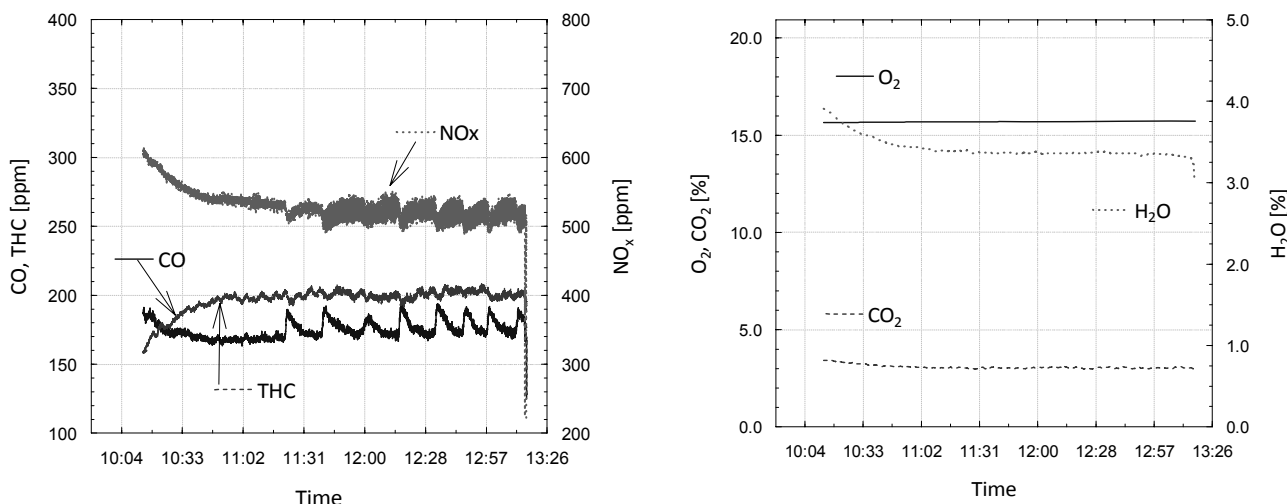 400
350
300
250
200
150
100
CO, THC [ppm]
800
700
600
500
400
300
200
NOₓ [ppm]
NOx
CO
THC
10:04 10:33 11:02 11:31 12:00 12:28 12:57 13:26
Time
20.0
15.0
10.0
5.0
0.0
O₂, CO₂ [%]
5.0
4.0
3.0
4.0
2.0
1.0
0.0
H₂O [%]
O₂
H₂O
CO₂
10:04 10:33 11:02 11:31 12:00 12:28 12:57 13:26
Time